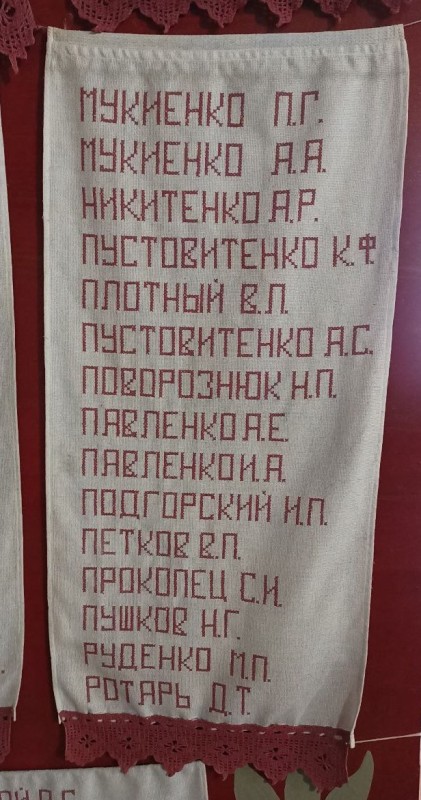 МУКИЕНКО П.Г.
МУКИЕНКО А.А.
НИКИТЕНКО А.Р.
ПУСТОВИТЕНКО К.Ф.
ПЛОТНЫЙ В.П.
ПУСТОВИТЕНКО А.С.
ПОВОРОЗНЮК Н.П.
ПАВЛЕНКО А.Е.
ПАВЛЕНКО И.А.
ПОДГОРСКИЙ И.П.
ПЕТКОВ В.П.
ПРОКОПЕЦ С.И.
ПУШКОВ Н.Г.
РУДЕНКО М.П.
РОТАРЬ Д.Т.